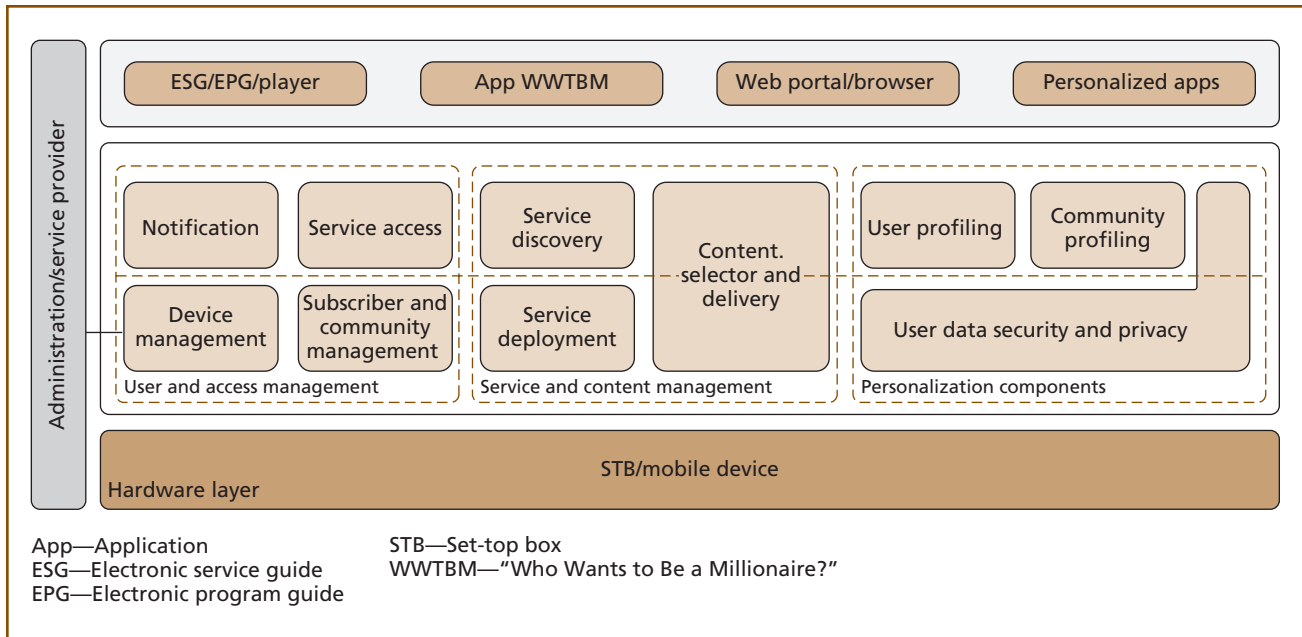 Administration/service provider
ESG/EPG/player
App WWTBM
Web portal/browser
Personalized apps
Notification
Service access
Device
management
Subscriber and
community
management
User and access management
Service
discovery
Service
deployment
Content.
selector and
delivery
Service and content management
User profiling
Community
profiling
User data security and privacy
Personalization components
STB/mobile device
Hardware layer
App—Application
ESG—Electronic service guide
EPG—Electronic program guide
STB—Set-top box
WWTBM—“Who Wants to Be a Millionaire?”